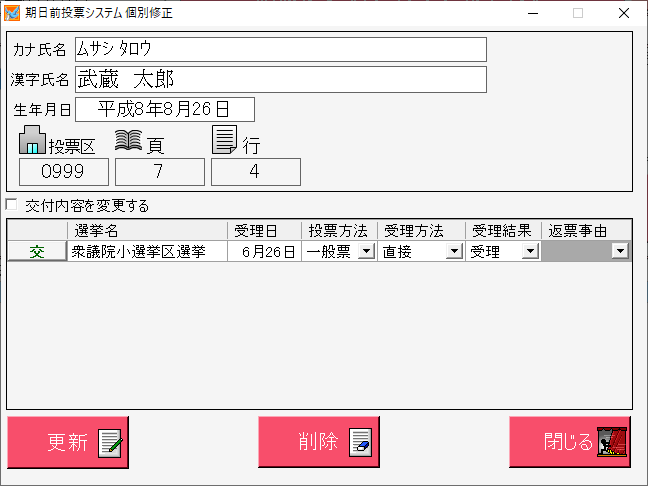 期日前投票システム 個別修正
カナ氏名 ムサシ タロウ
漢字氏名 武蔵　太郎
生年月日 平成8年8月26日
投票区 頁 行
0999 7 4
交付内容を変更する
選挙名 受理日 投票方法 受理方法 受理結果 返票事由
交 衆議院小選挙区選挙 6月26日 一般票 直接 受理
更新 削除 閉じる